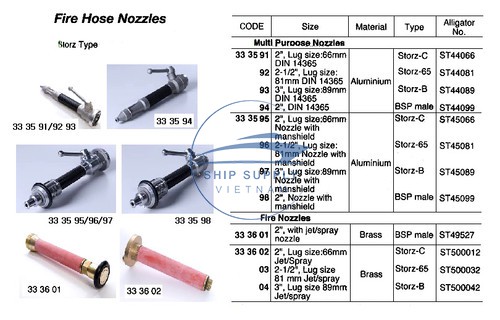 Fire Hose Nozzles
Storz Type
33 35 91/92 93
33 35 94
33 35 95/96/97
33 35 98
33 36 01
33 36 02
CODE Size Material Type Alligator No.
Multi Purpose Nozzles
33 35 91 2", Lug size:66mm DIN 14365 Aluminium Storz-C ST44066
92 2-1/2", Lug size: 81mm DIN 14365 Storz-65 ST44081
93 3", Lug size:89mm DIN 14365 Storz-B ST44089
94 2", DIN 14365 BSP male ST44099
33 35 95 2", Lug size:66mm Nozzle with manshield Aluminium Storz-C ST45066
96 2-1/2", Lug size: 81mm Nozzle with manshield Storz-65 ST45081
97 3", Lug size:89mm Nozzle with manshield Storz-B ST45089
98 2", Nozzle with manshield BSP male ST45099
Fire Nozzles
33 36 01 2", with jet/spray nozzle Brass BSP male ST49527
33 36 02 2", Lug size:66mm Jet/Spray Brass Storz-C ST500012
03 2-1/2", Lug size 81 mm Jet/spray Storz-65 ST500032
04 3", Lug size 89mm Jet/spray Storz-B ST500042
SHIP SUPPLY
VIETNAM